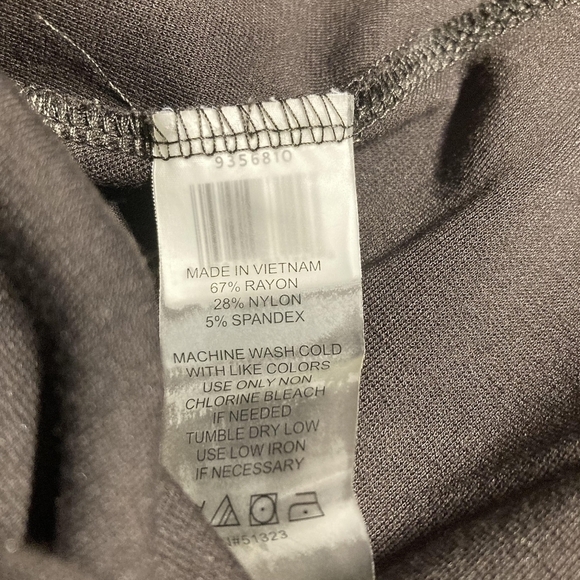 9356810
MADE IN VIETNAM
67% RAYON
28% NYLON
5% SPANDEX
MACHINE WASH COLD
WITH LIKE COLORS
USE ONLY NON
CHLORINE BLEACH
IF NEEDED
TUMBLE DRY LOW
USE LOW IRON
IF NECESSARY
#51323